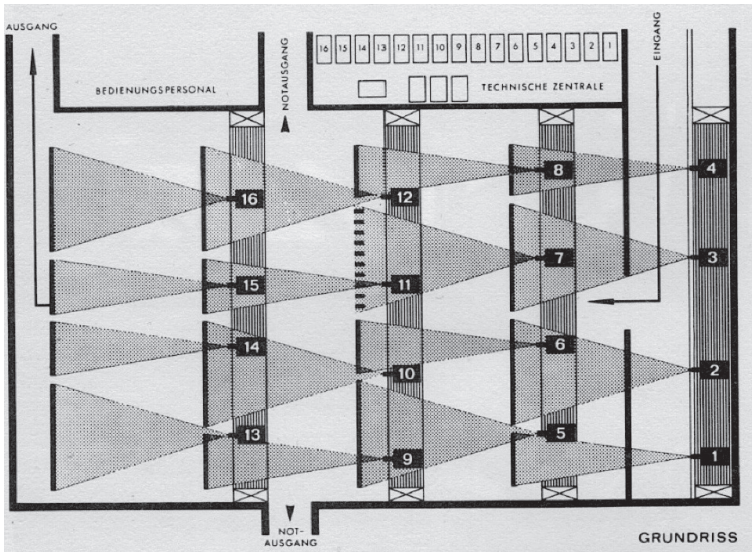 AUSGANG
NOTAUSGANG
16 15 14 13 12 11 10 9 8 7 6 5 4 3 2 1
EINGANG
BEDIENUNGSPERSONAL
TECHNISCHE ZENTRALE
16
12
8
4
15
11
7
3
14
10
6
2
13
9
5
1
NOT-
AUSGANG
GRUNDRISS